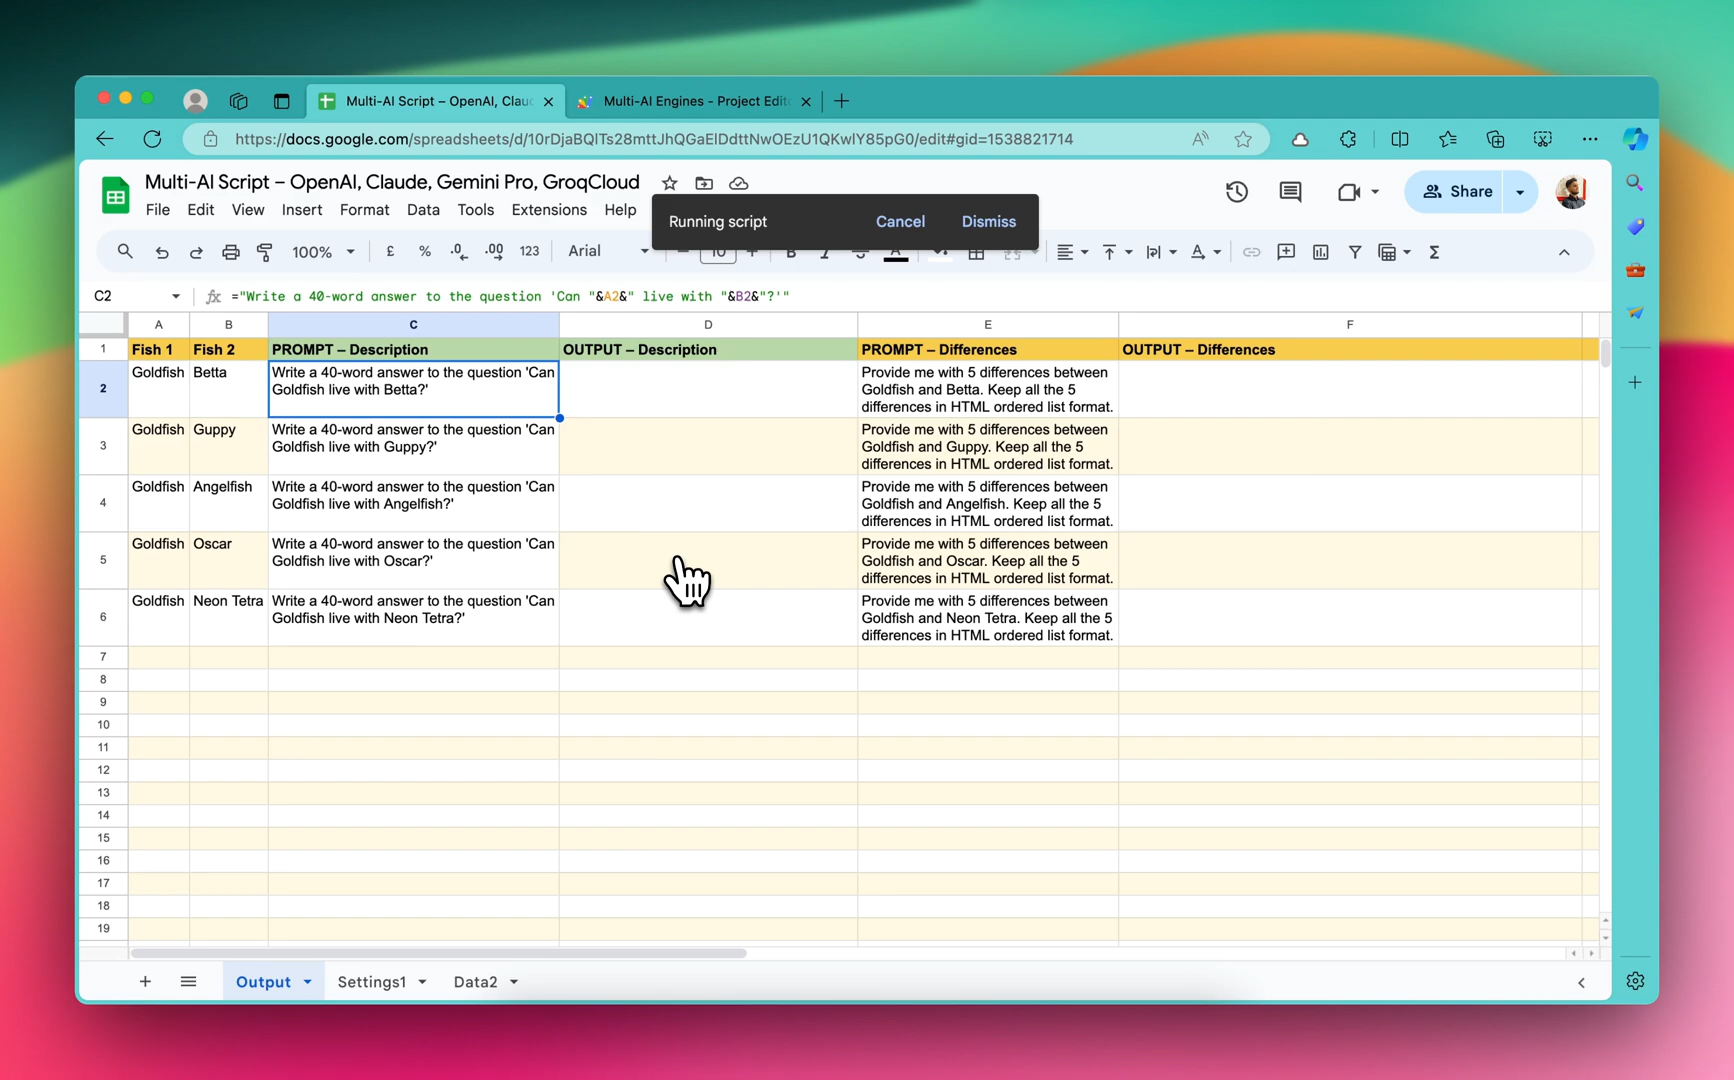 Multi-AI Script – OpenAI, Clau
Multi-AI Engines - Project Edit
https://docs.google.com/spreadsheets/d/10rDjaBQlTs28mttJhQGaElDdttNwOEzU1QKwlY85pG0/edit#gid=1538821714
Multi-AI Script – OpenAI, Claude, Gemini Pro, GroqCloud
File Edit View Insert Format Data Tools Extensions Help
Running script Cancel Dismiss
Share
100% £ % .0 .00 123 Arial 10 B I A
C2 fx ="Write a 40-word answer to the question 'Can "&A2&" live with "&B2&"?'"
A B C D E F
1 Fish 1 Fish 2 PROMPT – Description OUTPUT – Description PROMPT – Differences OUTPUT – Differences
2 Goldfish Betta Write a 40-word answer to the question 'Can Provide me with 5 differences between
Goldfish live with Betta?' Goldfish and Betta. Keep all the 5
differences in HTML ordered list format.
3 Goldfish Guppy Write a 40-word answer to the question 'Can Provide me with 5 differences between
Goldfish live with Guppy?' Goldfish and Guppy. Keep all the 5
differences in HTML ordered list format.
4 Goldfish Angelfish Write a 40-word answer to the question 'Can Provide me with 5 differences between
Goldfish live with Angelfish?' Goldfish and Angelfish. Keep all the 5
differences in HTML ordered list format.
5 Goldfish Oscar Write a 40-word answer to the question 'Can Provide me with 5 differences between
Goldfish live with Oscar?' Goldfish and Oscar. Keep all the 5
differences in HTML ordered list format.
6 Goldfish Neon Tetra Write a 40-word answer to the question 'Can Provide me with 5 differences between
Goldfish live with Neon Tetra?' Goldfish and Neon Tetra. Keep all the 5
differences in HTML ordered list format.
7
8
9
10
11
12
13
14
15
16
17
18
19
Output Settings1 Data2